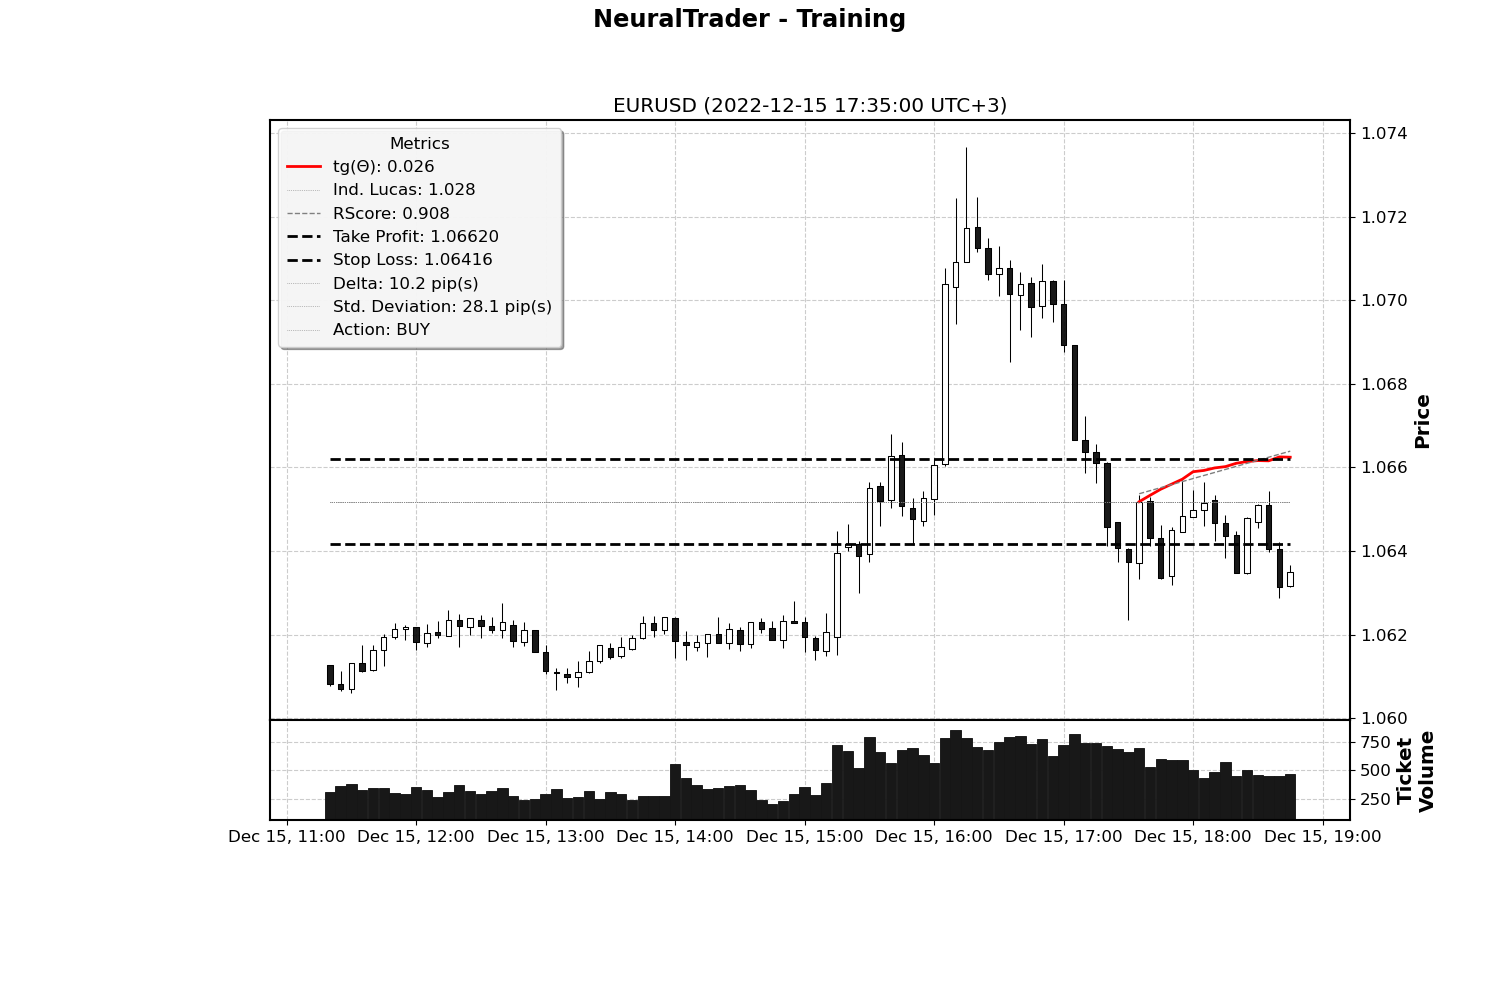 NeuralTrader - Training
EURUSD (2022-12-15 17:35:00 UTC+3)
Metrics
tg(Θ): 0.026
Ind. Lucas: 1.028
RScore: 0.908
Take Profit: 1.06620
Stop Loss: 1.06416
Delta: 10.2 pip(s)
Std. Deviation: 28.1 pip(s)
Action: BUY
1.074
1.072
1.070
1.068
1.066
1.064
1.062
1.060
Price
750
500
250
Ticket
Volume
Dec 15, 11:00 Dec 15, 12:00 Dec 15, 13:00 Dec 15, 14:00 Dec 15, 15:00 Dec 15, 16:00 Dec 15, 17:00 Dec 15, 18:00 Dec 15, 19:00